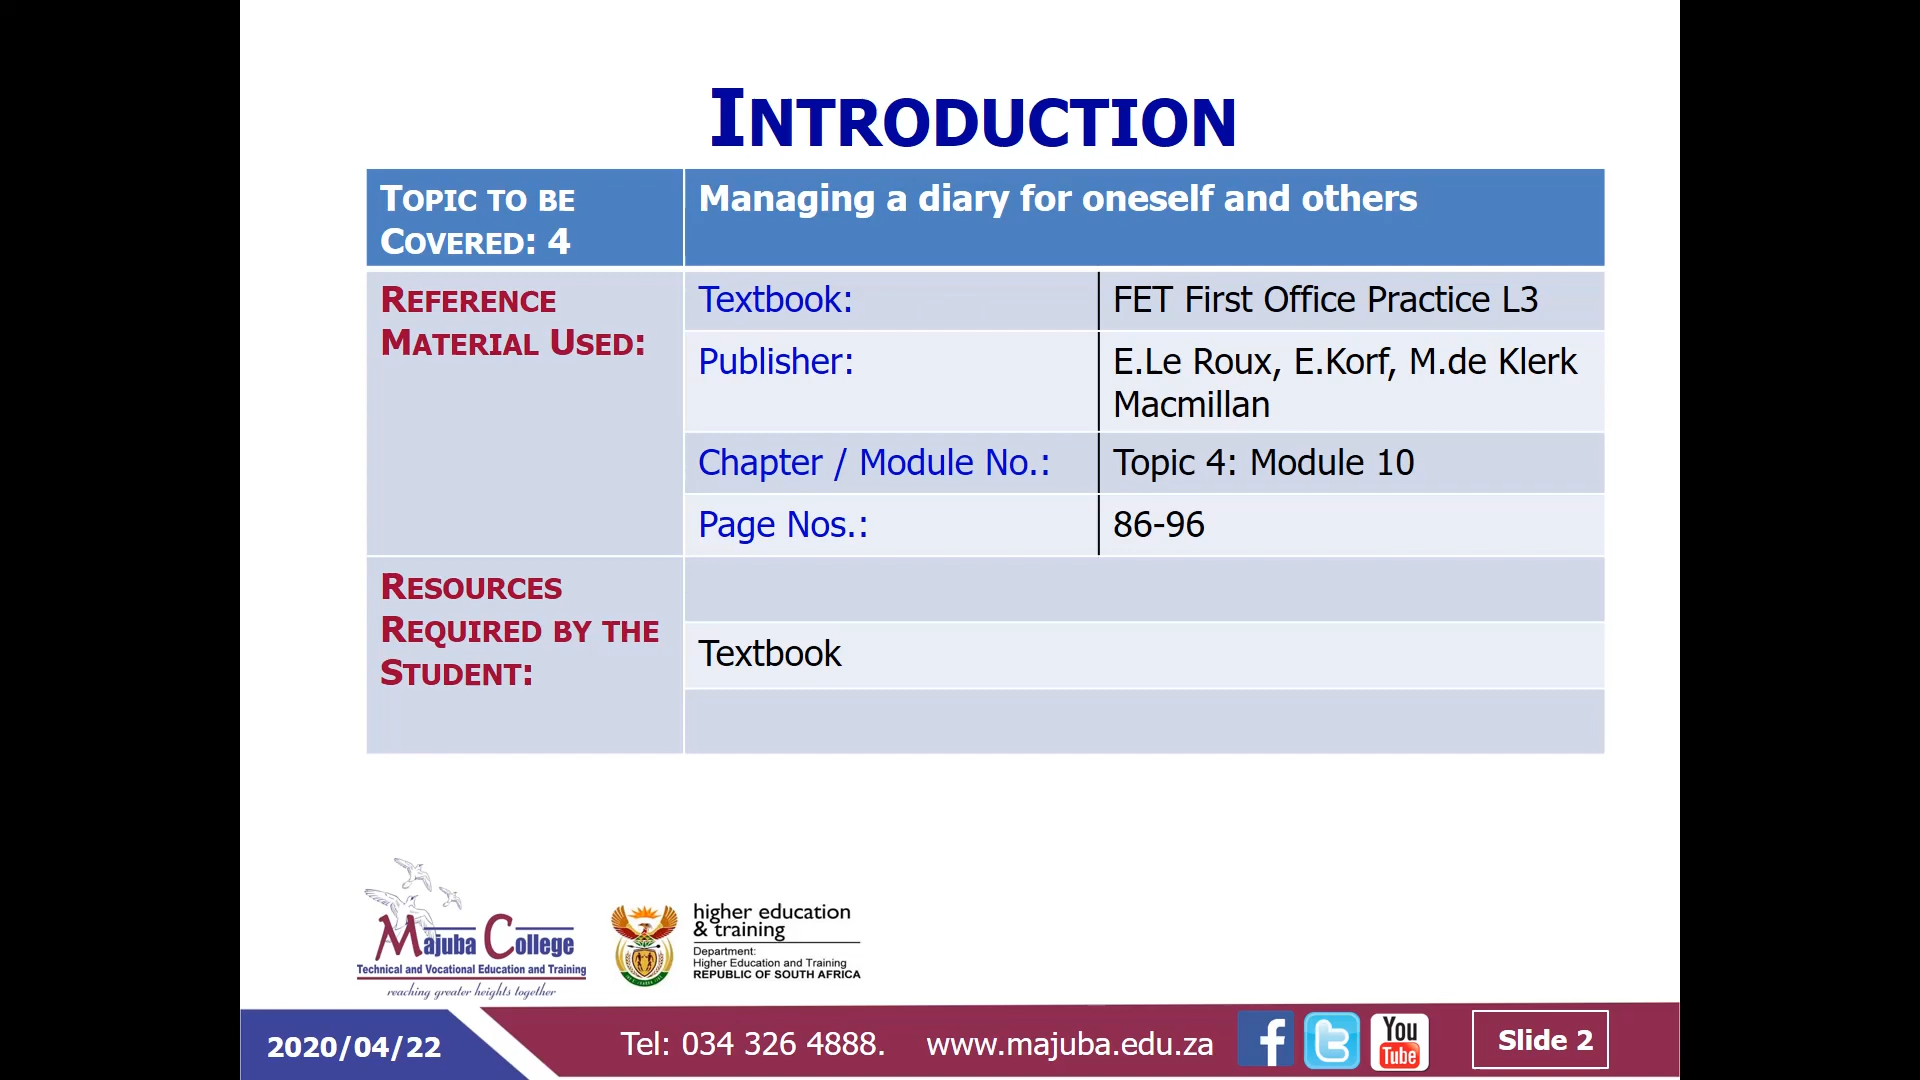 INTRODUCTION
TOPIC TO BE
COVERED: 4
Managing a diary for oneself and others
REFERENCE
MATERIAL USED:
Textbook:
FET First Office Practice L3
Publisher:
E.Le Roux, E.Korf, M.de Klerk
Macmillan
Chapter / Module No.:
Topic 4: Module 10
Page Nos.:
86-96
RESOURCES
REQUIRED BY THE
STUDENT:
Textbook
Majuba College
Technical and Vocational Education and Training
reaching greater heights together
higher education
& training
Department:
Higher Education and Training
REPUBLIC OF SOUTH AFRICA
2020/04/22
Tel: 034 326 4888. www.majuba.edu.za
f
t
You
Tube
Slide 2